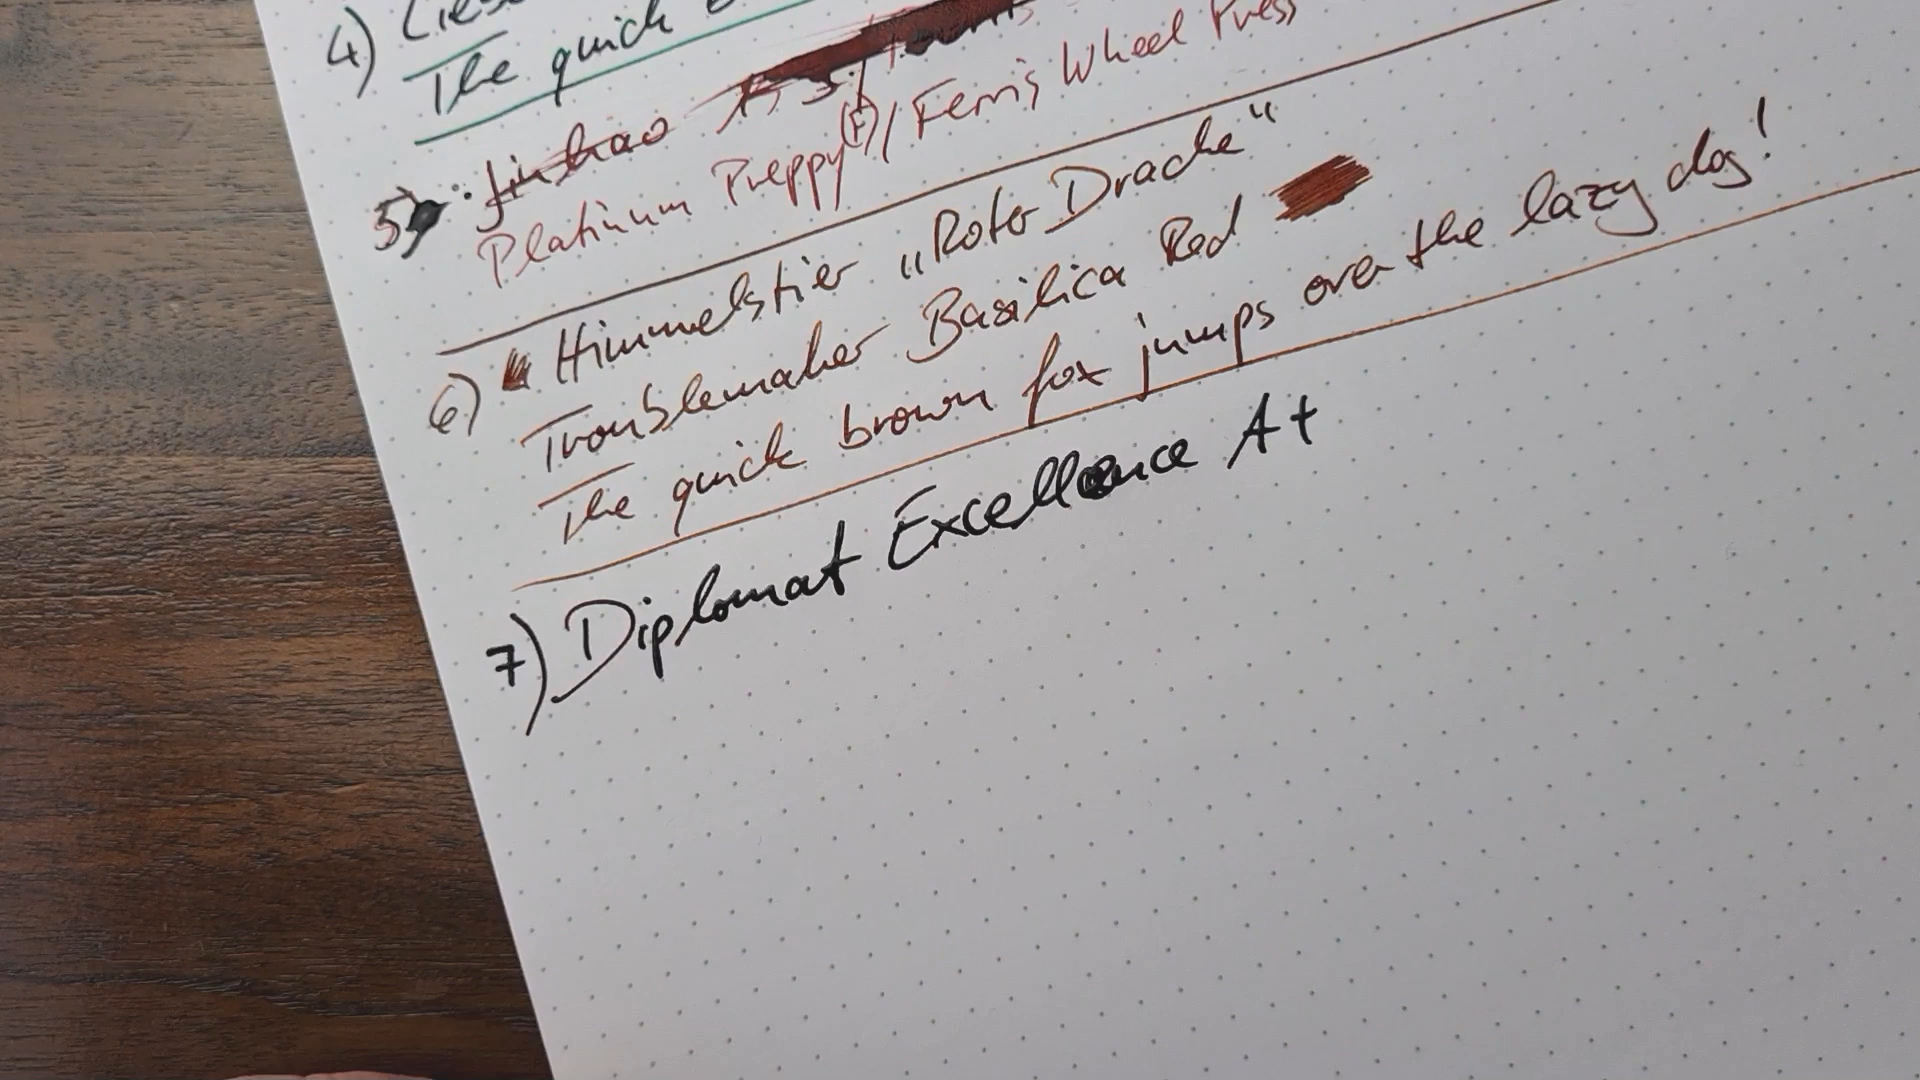 4)
The quick
5) Jinhao
Platinum Preppy (F) / Ferris Wheel Press
6) Himmelstier „Roter Drache“
Troublemaker Basilica Red
The quick brown fox jumps over the lazy dog!
7) Diplomat Excellence A+